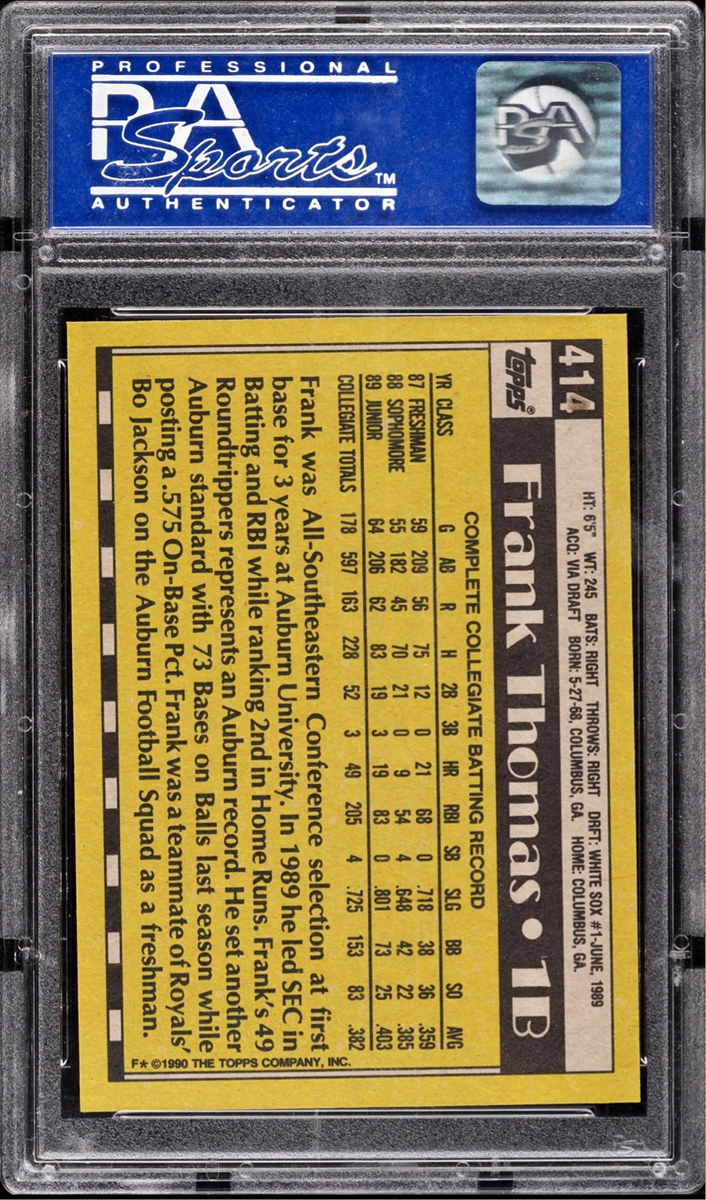 PROFESSIONAL
PSA
Sports™
AUTHENTICATOR
PSA
414
topps®
HT: 6'5" WT: 245 BATS: RIGHT THROWS: RIGHT DRFT: WHITE SOX #1-JUNE, 1989
ACQ: VIA DRAFT BORN: 5-27-68, COLUMBUS, GA. HOME: COLUMBUS, GA.
Frank Thomas • 1B
COMPLETE COLLEGIATE BATTING RECORD
YR CLASS G AB R H 2B 3B HR RBI SB SLG BB SO AVG
87 FRESHMAN 59 209 56 75 12 0 21 68 0 .718 38 36 .359
88 SOPHOMORE 55 182 45 70 21 0 9 54 4 .648 42 22 .385
89 JUNIOR 64 206 62 83 19 3 19 83 0 .801 73 25 .403
COLLEGIATE TOTALS 178 597 163 228 52 3 49 205 4 .725 153 83 .382
Frank was All-Southeastern Conference selection at first
base for 3 years at Auburn University. In 1989 he led SEC in
Batting and RBI while ranking 2nd in Home Runs. Frank's 49
Roundtrippers represents an Auburn record. He set another
Auburn standard with 73 Bases on Balls last season while
posting a .575 On-Base Pct. Frank was a teammate of Royals'
Bo Jackson on the Auburn Football Squad as a freshman.
F* ©1990 THE TOPPS COMPANY, INC.